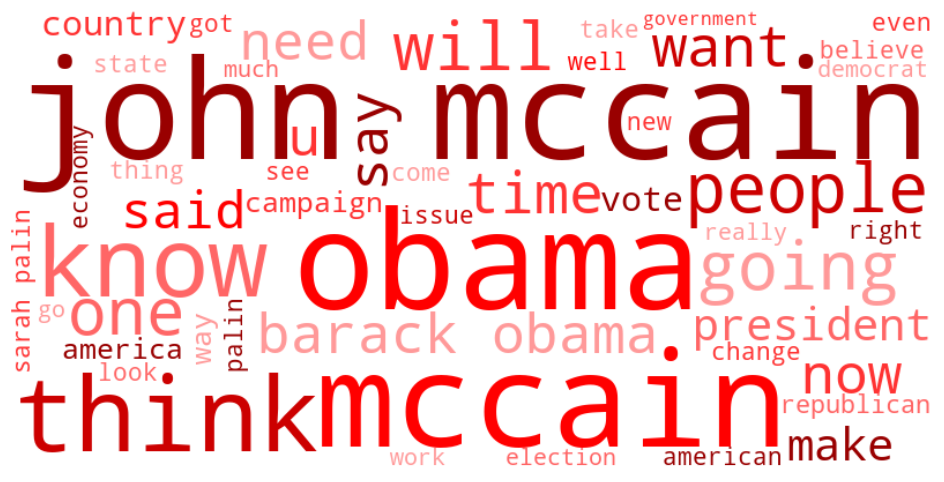 country
got
need
will
take
government
want
even
believe
democrat
state
much
well
john mccain
say
u
new
economy
thing
see
come
time
vote
people
said
campaign
issue
right
really
sarah palin
know
obama
going
go
one
way
palin
barack obama
president
america
look
change
think
mccain
now
republican
make
work
election
american